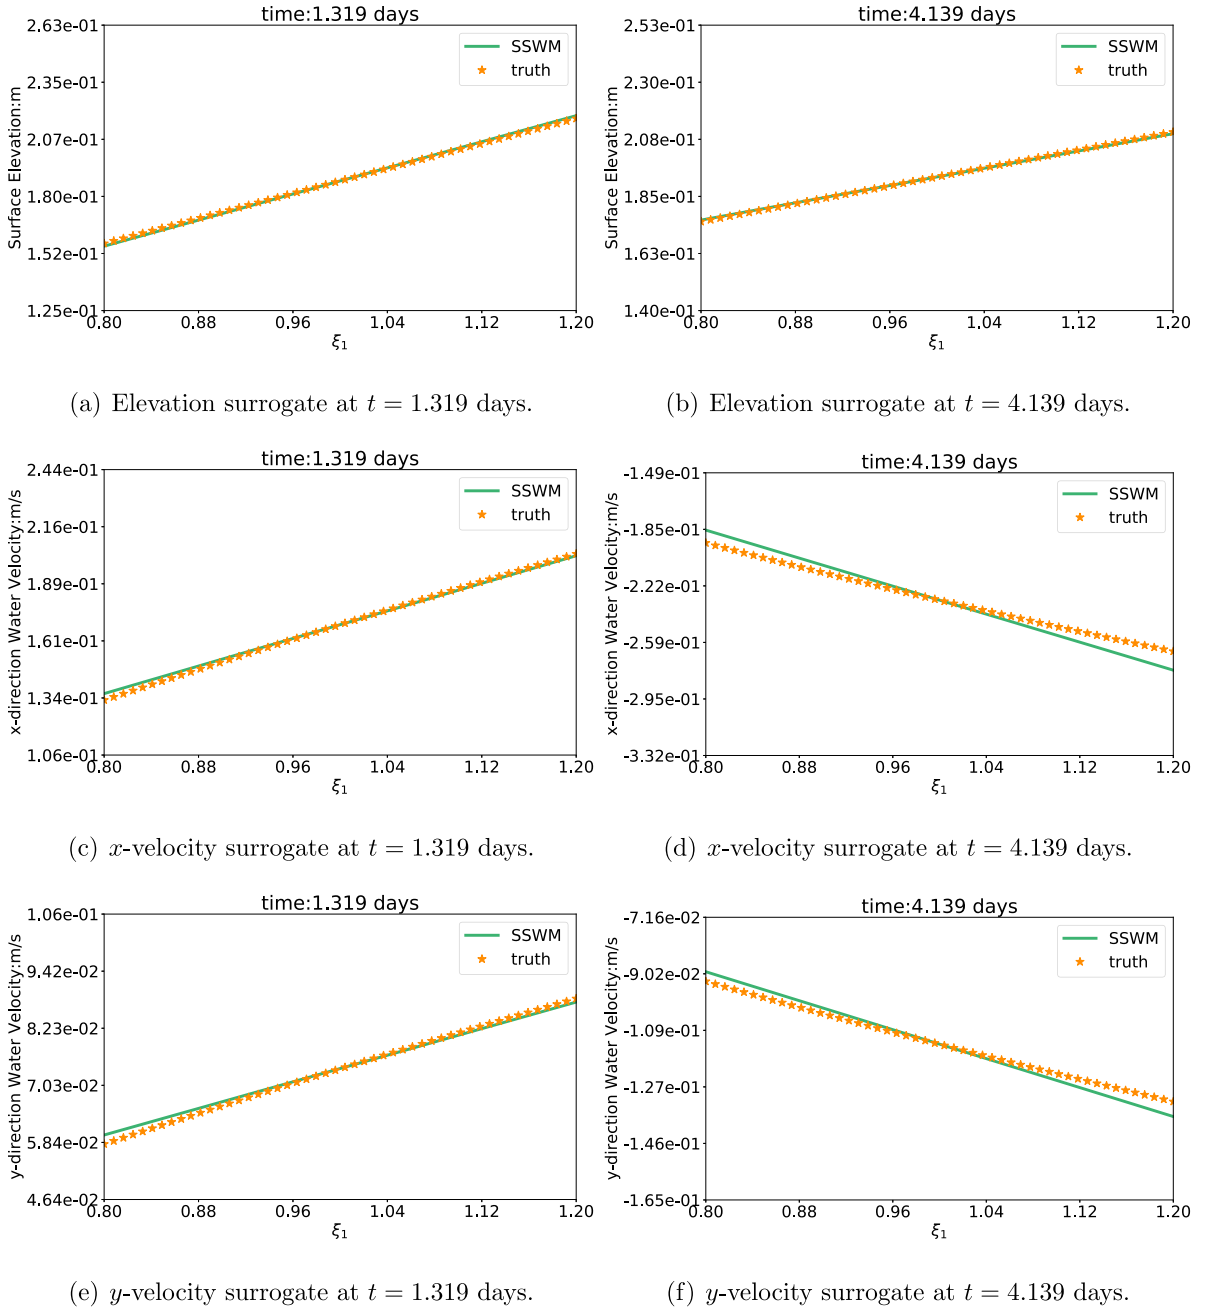 time:1.319 days
2.63e-01
2.35e-01
2.07e-01
1.80e-01
1.52e-01
1.25e-01
Surface Elevation:m
SSWM
truth
0.80 0.88 0.96 1.04 1.12 1.20
ξ1
(a) Elevation surrogate at t = 1.319 days.
time:4.139 days
2.53e-01
2.30e-01
2.08e-01
1.85e-01
1.63e-01
1.40e-01
Surface Elevation:m
SSWM
truth
0.80 0.88 0.96 1.04 1.12 1.20
ξ1
(b) Elevation surrogate at t = 4.139 days.
time:1.319 days
2.44e-01
2.16e-01
1.89e-01
1.61e-01
1.34e-01
1.06e-01
x-direction Water Velocity:m/s
SSWM
truth
0.80 0.88 0.96 1.04 1.12 1.20
ξ1
(c) x-velocity surrogate at t = 1.319 days.
time:4.139 days
-1.49e-01
-1.85e-01
-2.22e-01
-2.59e-01
-2.95e-01
-3.32e-01
x-direction Water Velocity:m/s
SSWM
truth
0.80 0.88 0.96 1.04 1.12 1.20
ξ1
(d) x-velocity surrogate at t = 4.139 days.
time:1.319 days
1.06e-01
9.42e-02
8.23e-02
7.03e-02
5.84e-02
4.64e-02
y-direction Water Velocity:m/s
SSWM
truth
0.80 0.88 0.96 1.04 1.12 1.20
ξ1
(e) y-velocity surrogate at t = 1.319 days.
time:4.139 days
-7.16e-02
-9.02e-02
-1.09e-01
-1.27e-01
-1.46e-01
-1.65e-01
y-direction Water Velocity:m/s
SSWM
truth
0.80 0.88 0.96 1.04 1.12 1.20
ξ1
(f) y-velocity surrogate at t = 4.139 days.